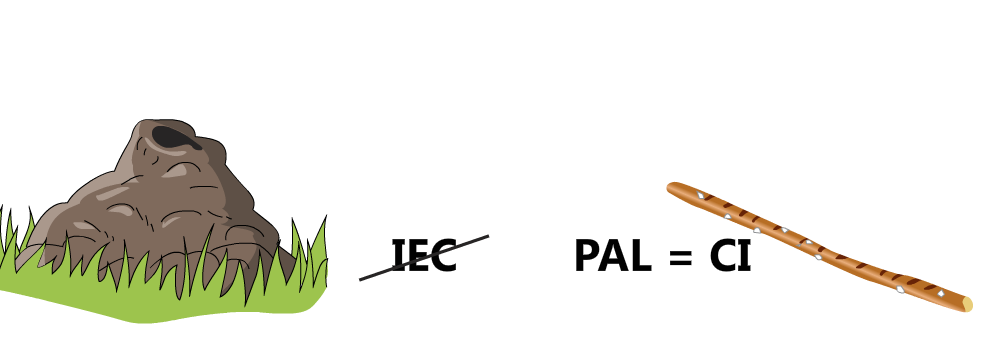 IEC PAL = CI